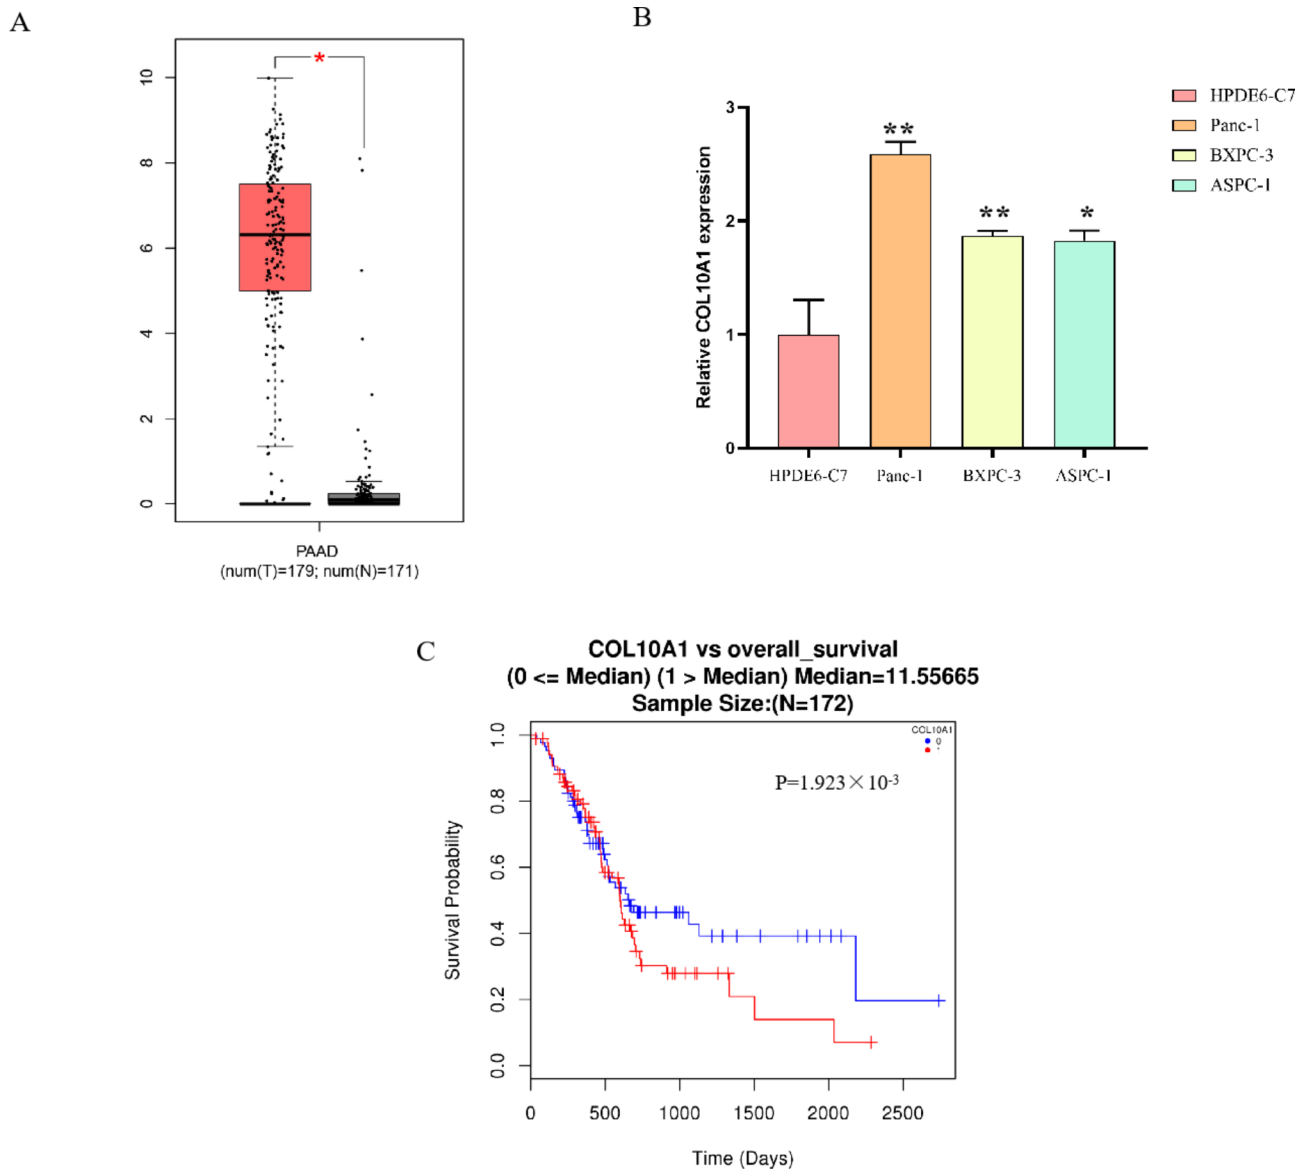 A
*
10
8
6
4
2
0
PAAD
(num(T)=179; num(N)=171)
B
Relative COL10A1 expression
3
2
1
0
**
**
*
HPDE6-C7
Panc-1
BXPC-3
ASPC-1
HPDE6-C7
Panc-1
BXPC-3
ASPC-1
C
COL10A1 vs overall_survival
(0 <= Median) (1 > Median) Median=11.55665
Sample Size:(N=172)
COL10A1
0
P=1.923×10-3
Survival Probability
1.0
0.8
0.6
0.4
0.2
0.0
0 500 1000 1500 2000 2500
Time (Days)